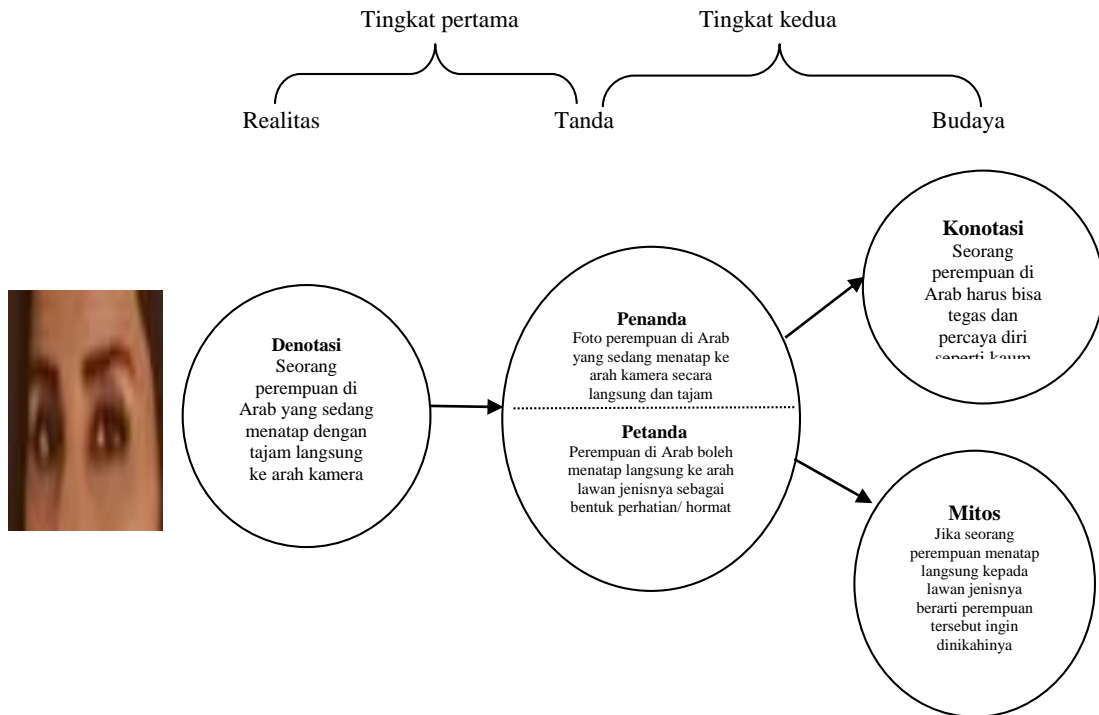 Tingkat pertama
Tingkat kedua
Realitas
Tanda
Budaya
Denotasi
Seorang
perempuan di
Arab yang sedang
menatap dengan
tajam langsung
ke arah kamera
Penanda
Foto perempuan di Arab
yang sedang menatap ke
arah kamera secara
langsung dan tajam
Petanda
Perempuan di Arab boleh
menatap langsung ke arah
lawan jenisnya sebagai
bentuk perhatian/ hormat
Konotasi
Seorang
perempuan di
Arab harus bisa
tegas dan
percaya diri
seperti kaum
Mitos
Jika seorang
perempuan menatap
langsung kepada
lawan jenisnya
berarti perempuan
tersebut ingin
dinikahinya